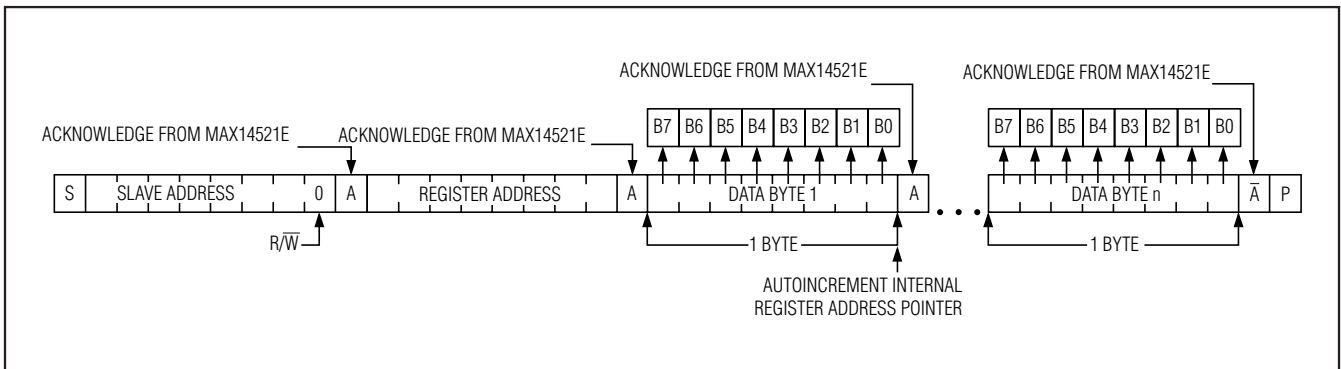 ACKNOWLEDGE FROM MAX14521E
ACKNOWLEDGE FROM MAX14521E
B7 B6 B5 B4 B3 B2 B1 B0
B7 B6 B5 B4 B3 B2 B1 B0
ACKNOWLEDGE FROM MAX14521E
ACKNOWLEDGE FROM MAX14521E
S SLAVE ADDRESS 0 A REGISTER ADDRESS A DATA BYTE 1 A • • • DATA BYTE n A̅ P
R/W̅
1 BYTE
1 BYTE
AUTOINCREMENT INTERNAL
REGISTER ADDRESS POINTER